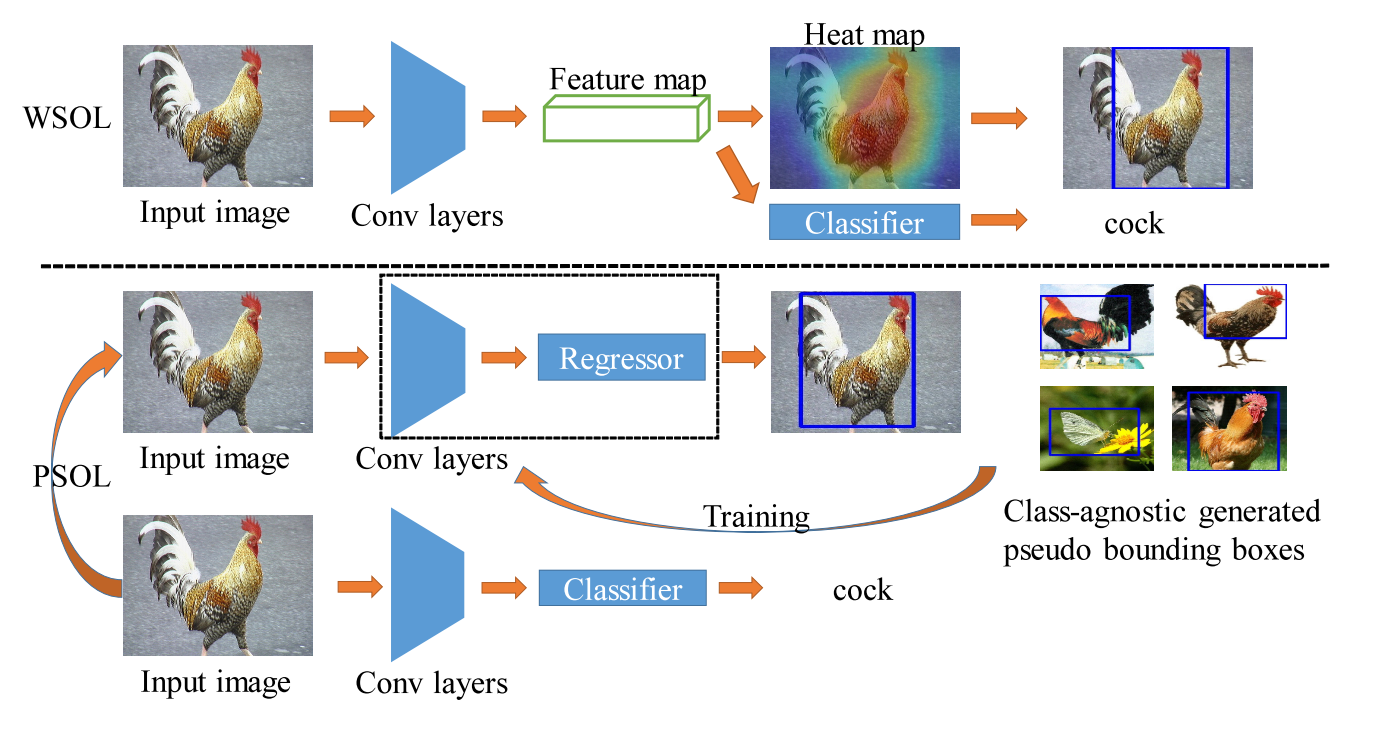 Heat map
Feature map
WSOL
Input image
Conv layers
Classifier
cock
Regressor
Input image
Conv layers
PSOL
Training
Class-agnostic generated
pseudo bounding boxes
Classifier
cock
Input image
Conv layers